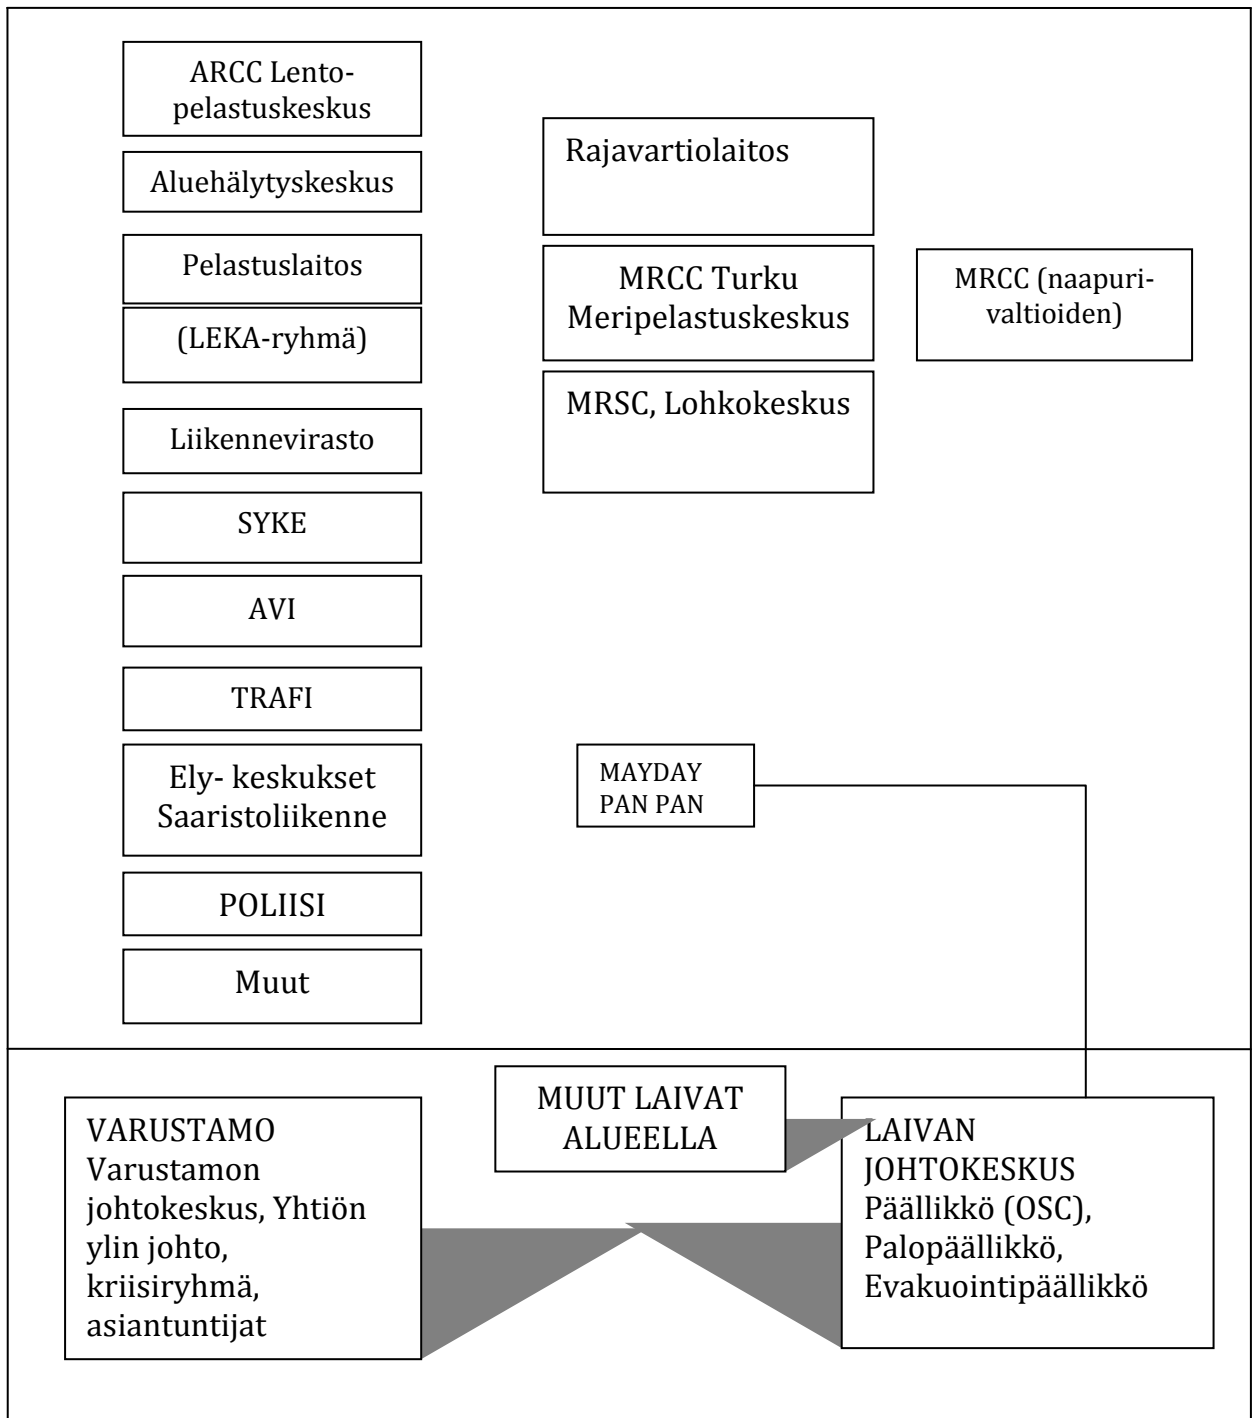 ARCC Lento-
pelastuskeskus
Aluehälytyskeskus
Pelastuslaitos
(LEKA-ryhmä)
Liikennevirasto
SYKE
AVI
TRAFI
Ely- keskukset
Saaristoliikenne
POLIISI
Muut
Rajavartiolaitos
MRCC Turku
Meripelastuskeskus
MRSC, Lohkokeskus
MRCC (naapuri-
valtioiden)
MAYDAY
PAN PAN
VARUSTAMO
Varustamon
johtokeskus, Yhtiön
ylin johto,
kriisiryhmä,
asiantuntijat
MUUT LAIVAT
ALUEELLA
LAIVAN
JOHTOKESKUS
Päällikkö (OSC),
Palopäällikkö,
Evakuointipäällikkö